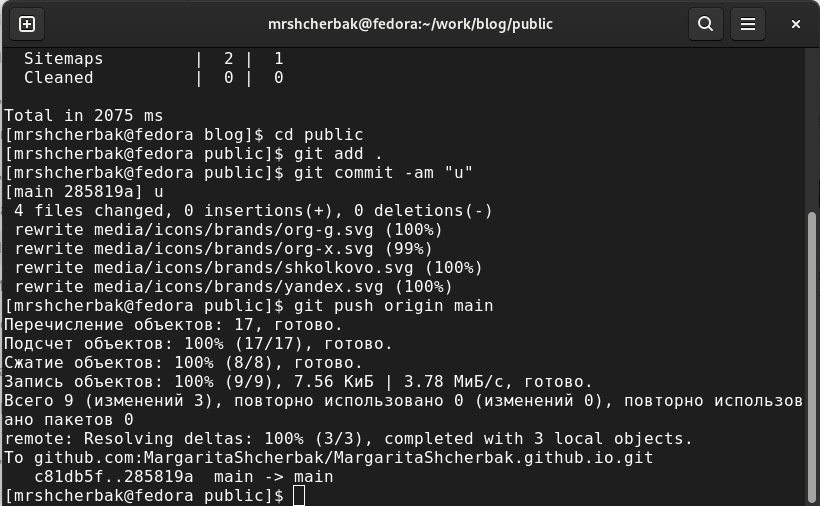 mrshcherbak@fedora:~/work/blog/public
  Sitemaps         |  2 |  1
  Cleaned          |  0 |  0
Total in 2075 ms
[mrshcherbak@fedora blog]$ cd public
[mrshcherbak@fedora public]$ git add .
[mrshcherbak@fedora public]$ git commit -am "u"
[main 285819a] u
 4 files changed, 0 insertions(+), 0 deletions(-)
 rewrite media/icons/brands/org-g.svg (100%)
 rewrite media/icons/brands/org-x.svg (99%)
 rewrite media/icons/brands/shkolkovo.svg (100%)
 rewrite media/icons/brands/yandex.svg (100%)
[mrshcherbak@fedora public]$ git push origin main
Перечисление объектов: 17, готово.
Подсчет объектов: 100% (17/17), готово.
Сжатие объектов: 100% (8/8), готово.
Запись объектов: 100% (9/9), 7.56 КиБ | 3.78 МиБ/с, готово.
Всего 9 (изменений 3), повторно использовано 0 (изменений 0), повторно использов
ано пакетов 0
remote: Resolving deltas: 100% (3/3), completed with 3 local objects.
To github.com:MargaritaShcherbak/MargaritaShcherbak.github.io.git
   c81db5f..285819a  main -> main
[mrshcherbak@fedora public]$